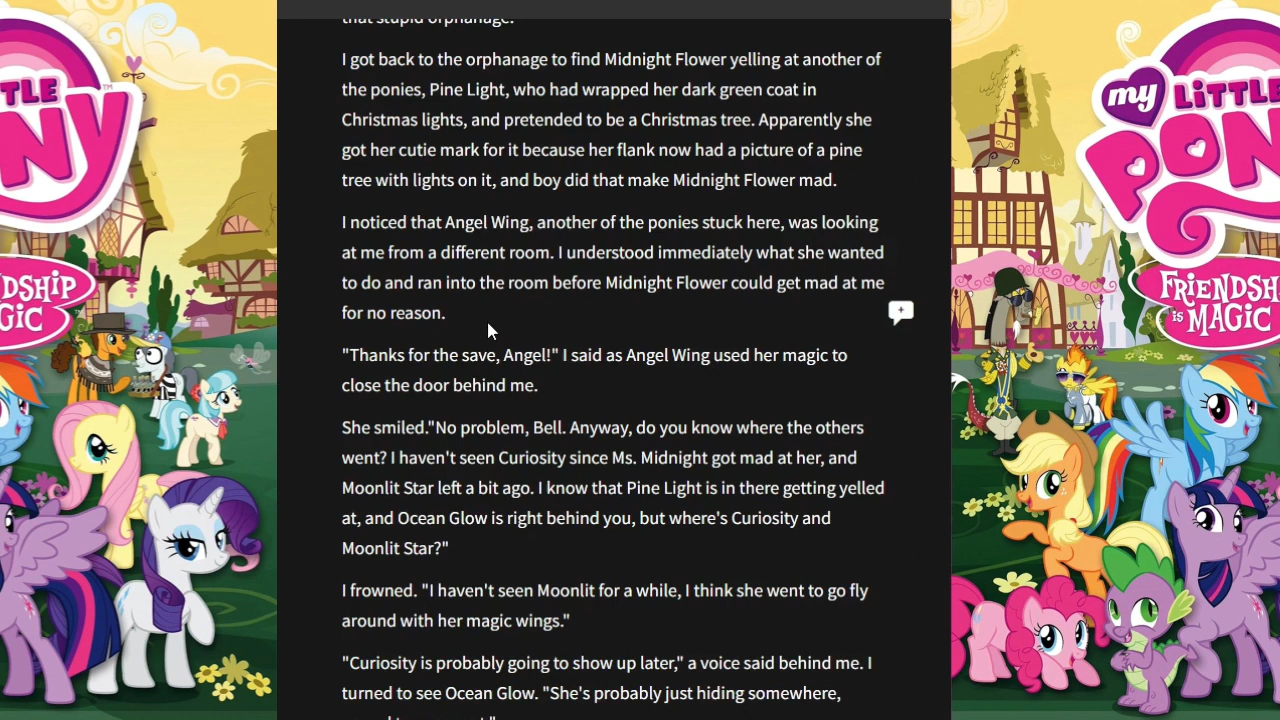 that stupid orphanage.
I got back to the orphanage to find Midnight Flower yelling at another of
the ponies, Pine Light, who had wrapped her dark green coat in
Christmas lights, and pretended to be a Christmas tree. Apparently she
got her cutie mark for it because her flank now had a picture of a pine
tree with lights on it, and boy did that make Midnight Flower mad.
I noticed that Angel Wing, another of the ponies stuck here, was looking
at me from a different room. I understood immediately what she wanted
to do and ran into the room before Midnight Flower could get mad at me
for no reason.
"Thanks for the save, Angel!" I said as Angel Wing used her magic to
close the door behind me.
She smiled."No problem, Bell. Anyway, do you know where the others
went? I haven't seen Curiosity since Ms. Midnight got mad at her, and
Moonlit Star left a bit ago. I know that Pine Light is in there getting yelled
at, and Ocean Glow is right behind you, but where's Curiosity and
Moonlit Star?"
I frowned. "I haven't seen Moonlit for a while, I think she went to go fly
around with her magic wings."
"Curiosity is probably going to show up later," a voice said behind me. I
turned to see Ocean Glow. "She's probably just hiding somewhere,
TLE
NY
TM
DSHIP
GIC
my LiTTLE
PON
FRiENDSH
is MAGIC